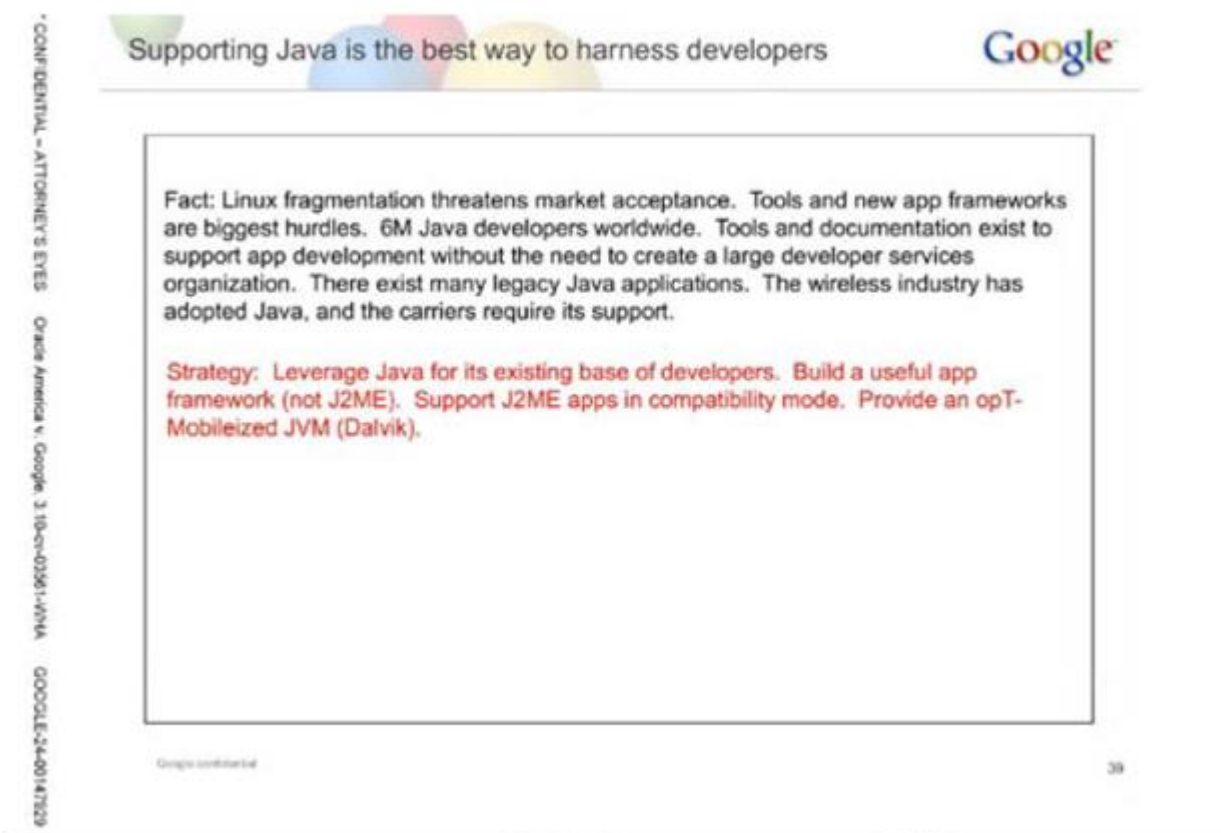 Supporting Java is the best way to harness developers
Google
Fact: Linux fragmentation threatens market acceptance. Tools and new app frameworks
are biggest hurdles. 6M Java developers worldwide. Tools and documentation exist to
support app development without the need to create a large developer services
organization. There exist many legacy Java applications. The wireless industry has
adopted Java, and the carriers require its support.
Strategy: Leverage Java for its existing base of developers. Build a useful app
framework (not J2ME). Support J2ME apps in compatibility mode. Provide an opT-
Mobileized JVM (Dalvik).
Google confidential
39
"CONFIDENTIAL – ATTORNEY'S EYES Oracle America v. Google, 3:10-cv-03561-WHA GOOGLE-24-00147929